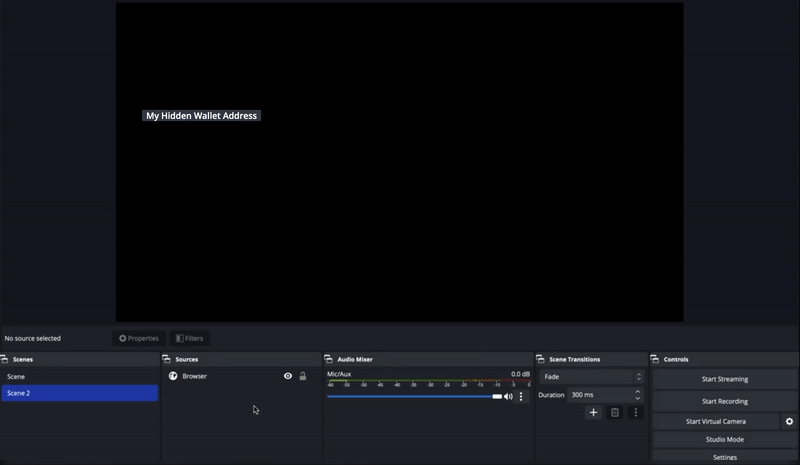 My Hidden Wallet Address
No source selected
Properties
Filters
Scenes
Scene
Scene 2
Sources
Browser
Audio Mixer
Mic/Aux
0.0 dB
-60 -55 -50 -45 -40 -35 -30 -25 -20 -15 -10 -5 0
Scene Transitions
Fade
Duration
300 ms
Controls
Start Streaming
Start Recording
Start Virtual Camera
Studio Mode
Settings